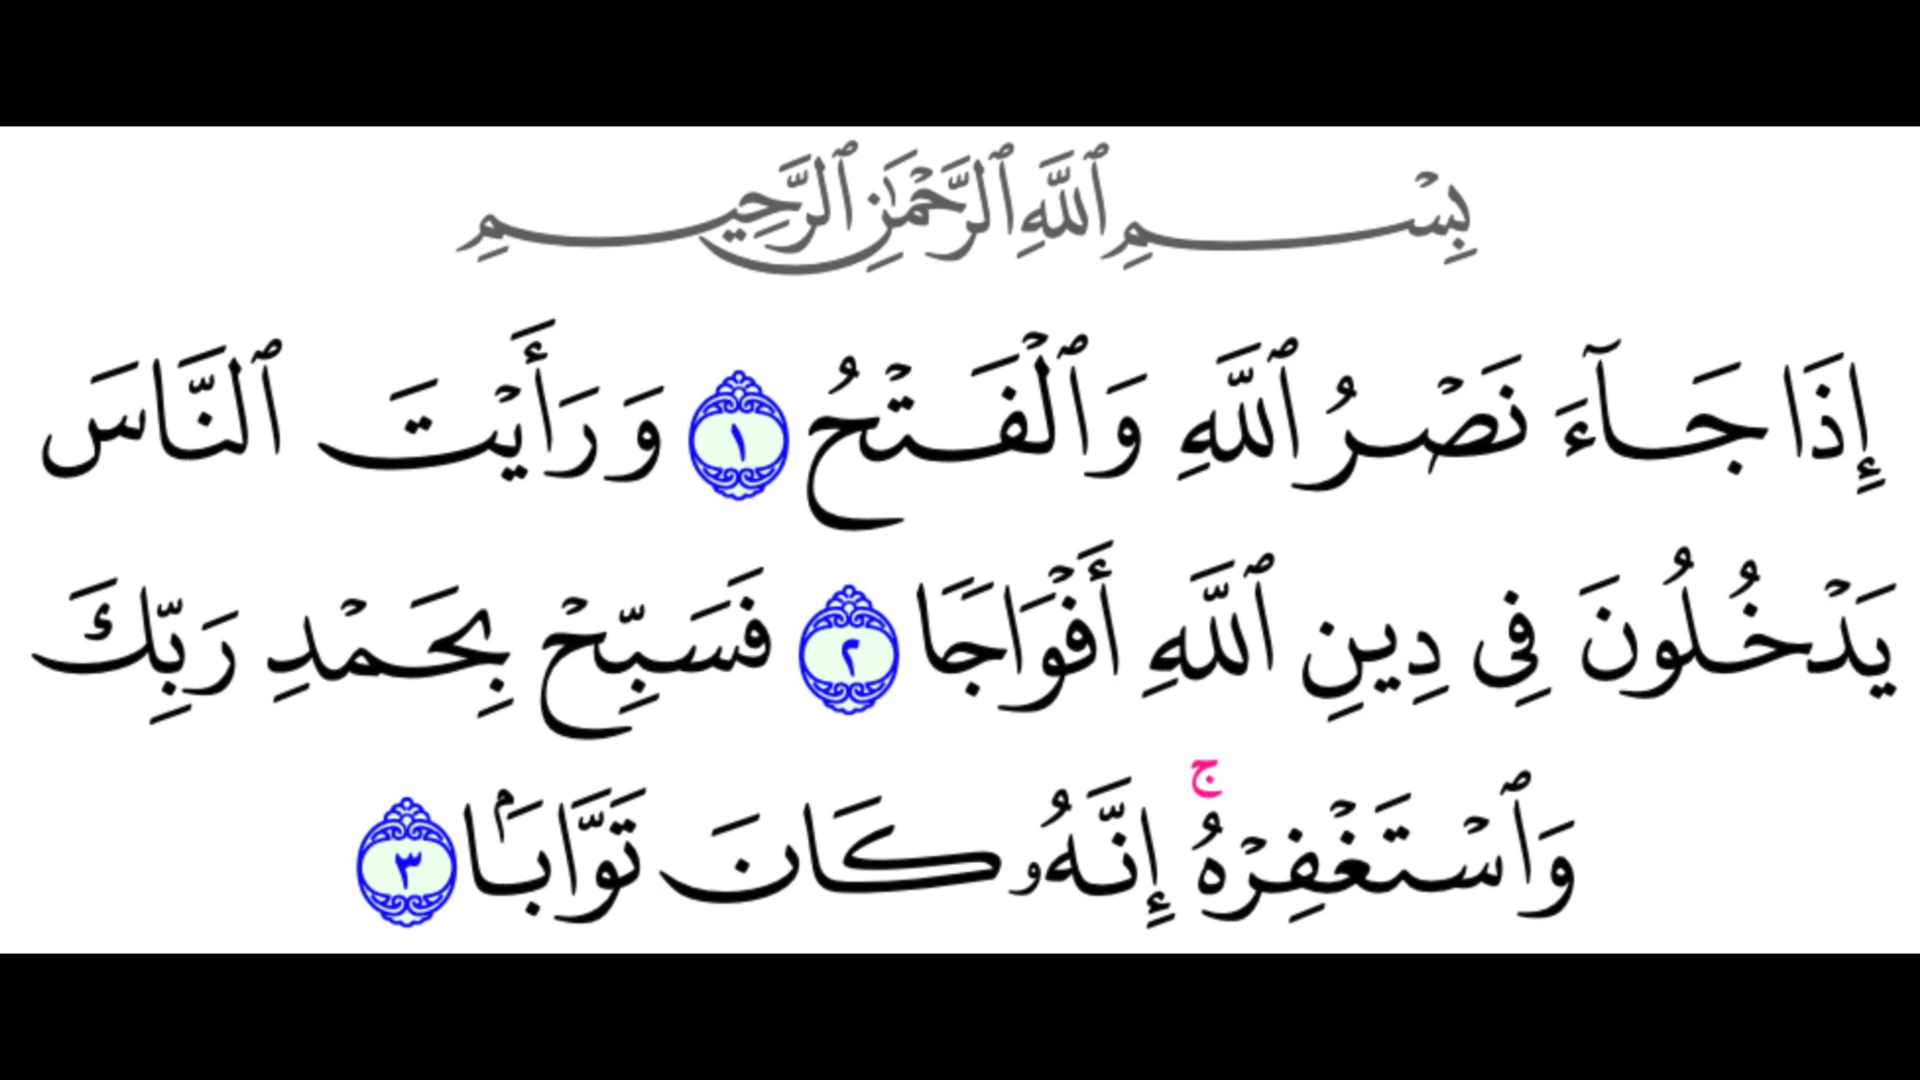 بِسْمِ ٱللَّهِ ٱلرَّحْمَٰنِ ٱلرَّحِيمِ
إِذَا جَآءَ نَصْرُ ٱللَّهِ وَٱلْفَتْحُ ١ وَرَأَيْتَ ٱلنَّاسَ
يَدْخُلُونَ فِى دِينِ ٱللَّهِ أَفْوَاجًا ٢ فَسَبِّحْ بِحَمْدِ رَبِّكَ
وَٱسْتَغْفِرْهُ ۚ إِنَّهُۥ كَانَ تَوَّابَۢا ٣